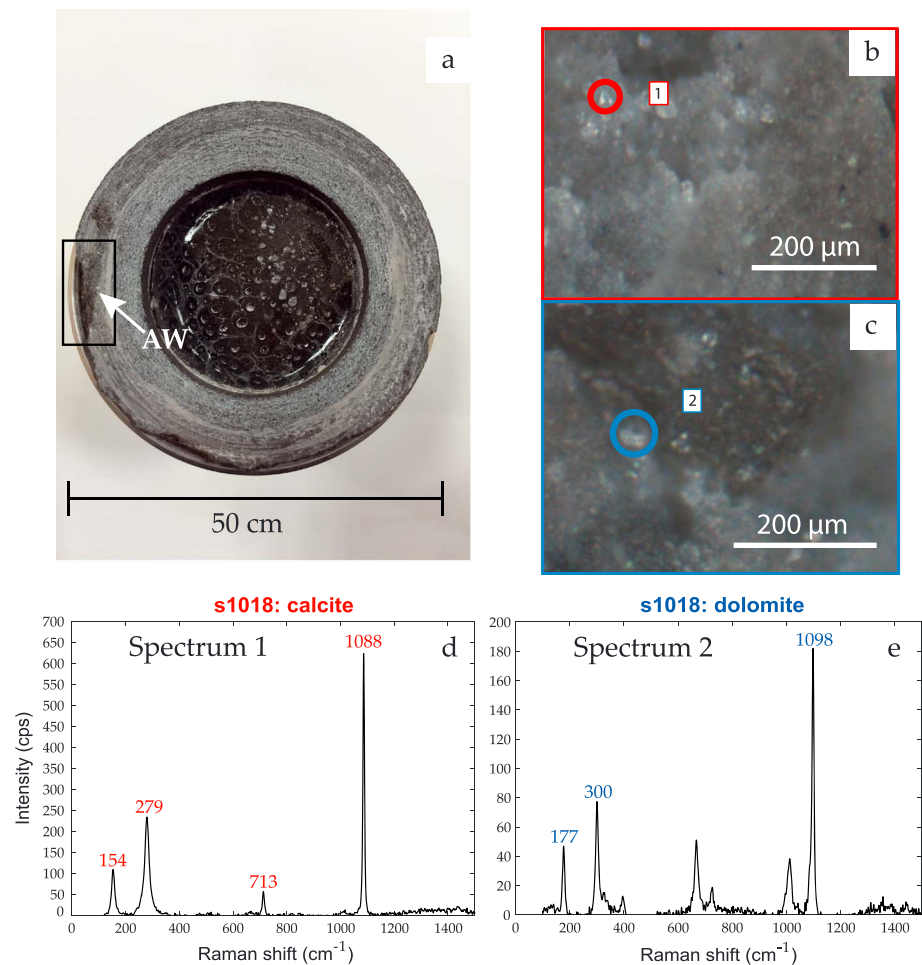 a
AW
50 cm
b
1
200 µm
c
2
200 µm
s1018: calcite
Spectrum 1
d
Intensity (cps)
700
650
600
550
500
450
400
350
300
250
200
150
100
50
0
154
279
713
1088
0 200 400 600 800 1000 1200 1400
Raman shift (cm⁻¹)
s1018: dolomite
Spectrum 2
e
200
180
160
140
120
100
80
60
40
20
0
177
300
1098
200 400 600 800 1000 1200 1400
Raman shift (cm⁻¹)